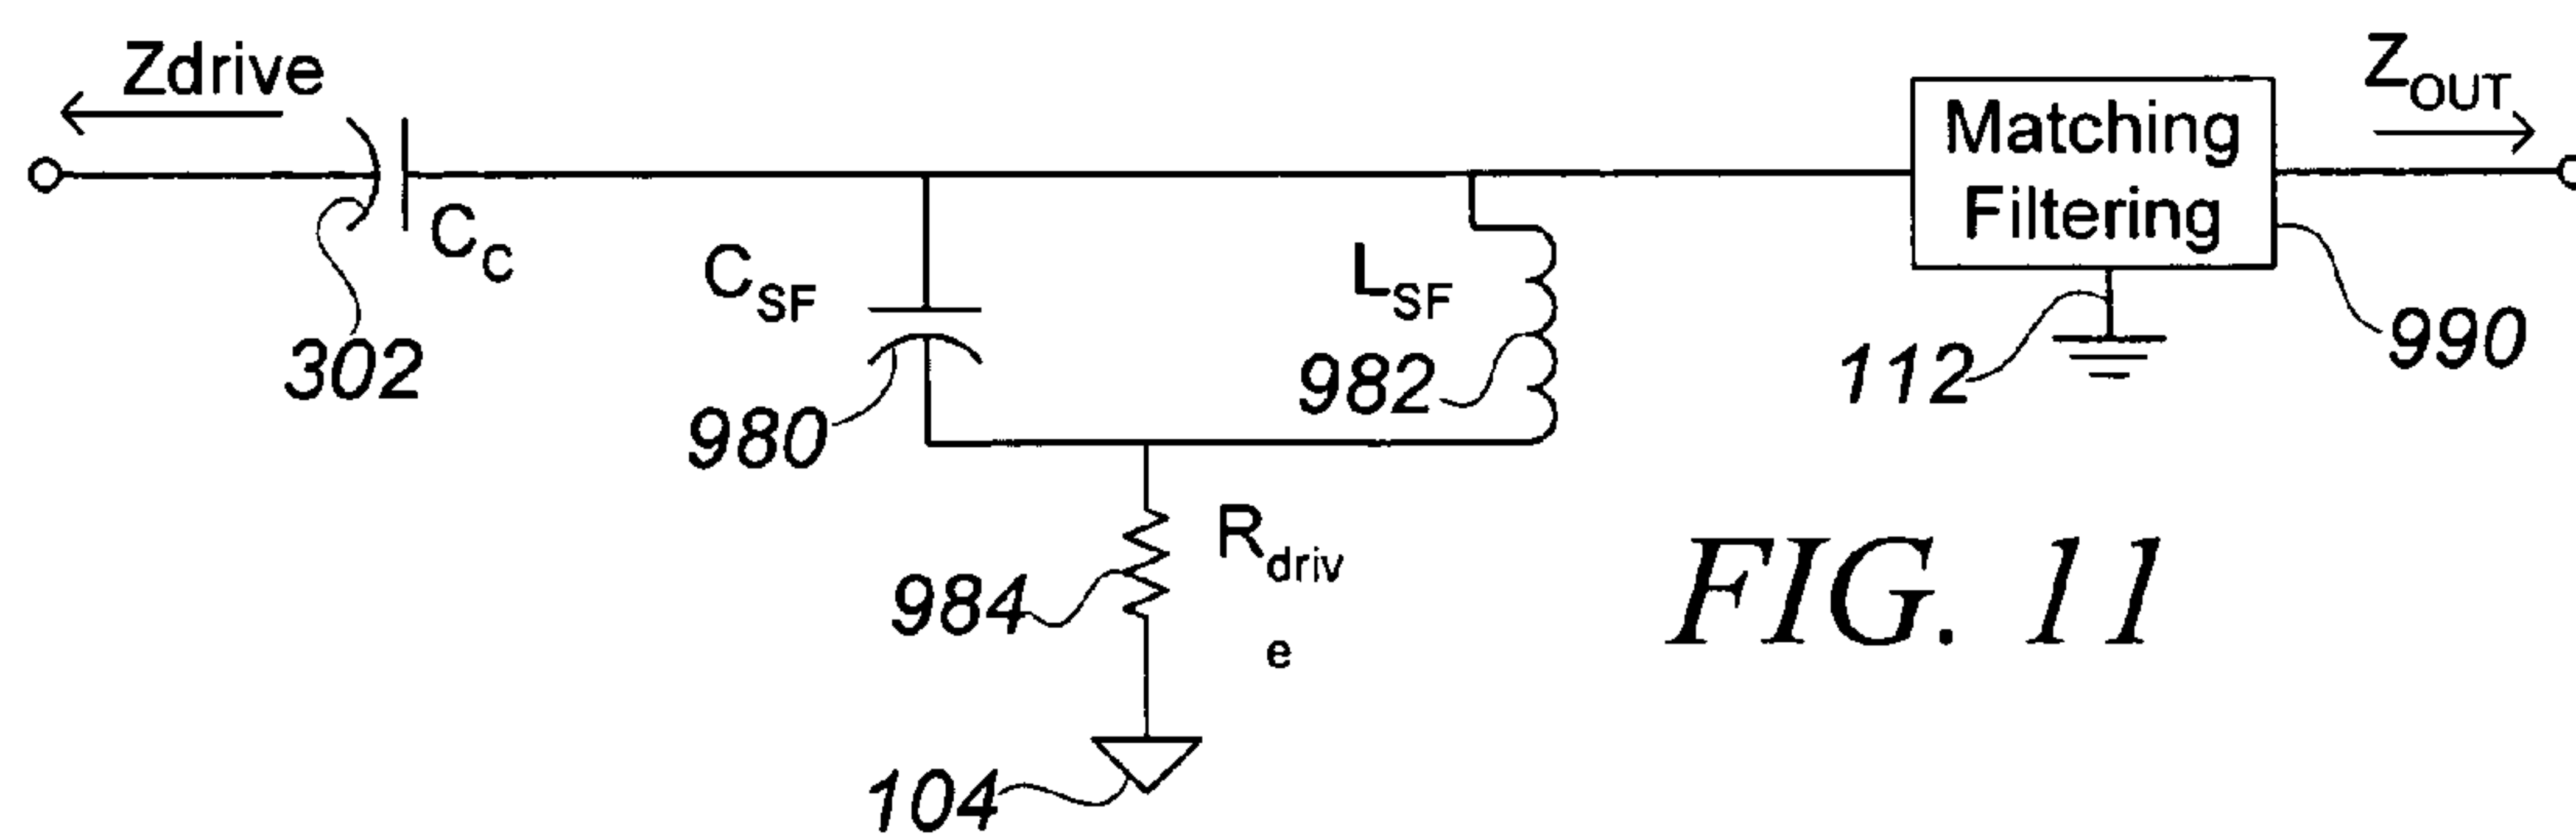 Zdrive
Z_OUT
Matching
Filtering
C_C
C_SF
L_SF
302
980
982
112
990
R_driv
e
984
104
FIG. 11